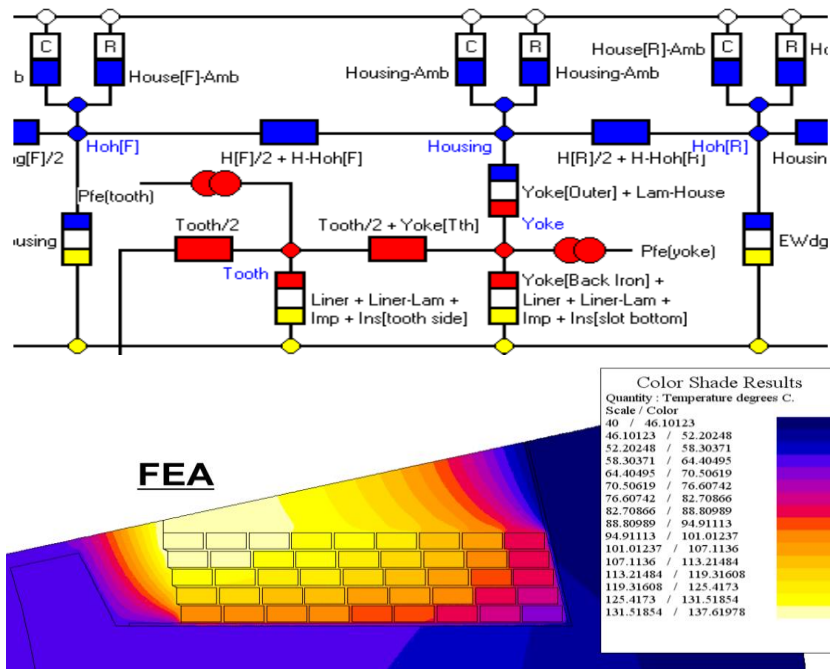 C
R
b
House[F]-Amb
C
R
Housing-Amb
Housing-Amb
House[R]-Amb
C
R
Ho
ng[F]/2
Hoh[F]
H[F]/2 + H-Hoh[F]
Housing
H[R]/2 + H-Hoh[R]
Hoh[R]
Housin
Pfe(tooth)
Yoke[Outer] + Lam-House
ousing
Tooth/2
Tooth/2 + Yoke[Tth]
Yoke
Pfe(yoke)
EWdg
Tooth
Liner + Liner-Lam +
Imp + Ins[tooth side]
Yoke[Back Iron] +
Liner + Liner-Lam +
Imp + Ins[slot bottom]
FEA
Color Shade Results
Quantity : Temperature degrees C.
Scale / Color
40 / 46.10123
46.10123 / 52.20248
52.20248 / 58.30371
58.30371 / 64.40495
64.40495 / 70.50619
70.50619 / 76.60742
76.60742 / 82.70866
82.70866 / 88.80989
88.80989 / 94.91113
94.91113 / 101.01237
101.01237 / 107.1136
107.1136 / 113.21484
113.21484 / 119.31608
119.31608 / 125.4173
125.4173 / 131.51854
131.51854 / 137.61978